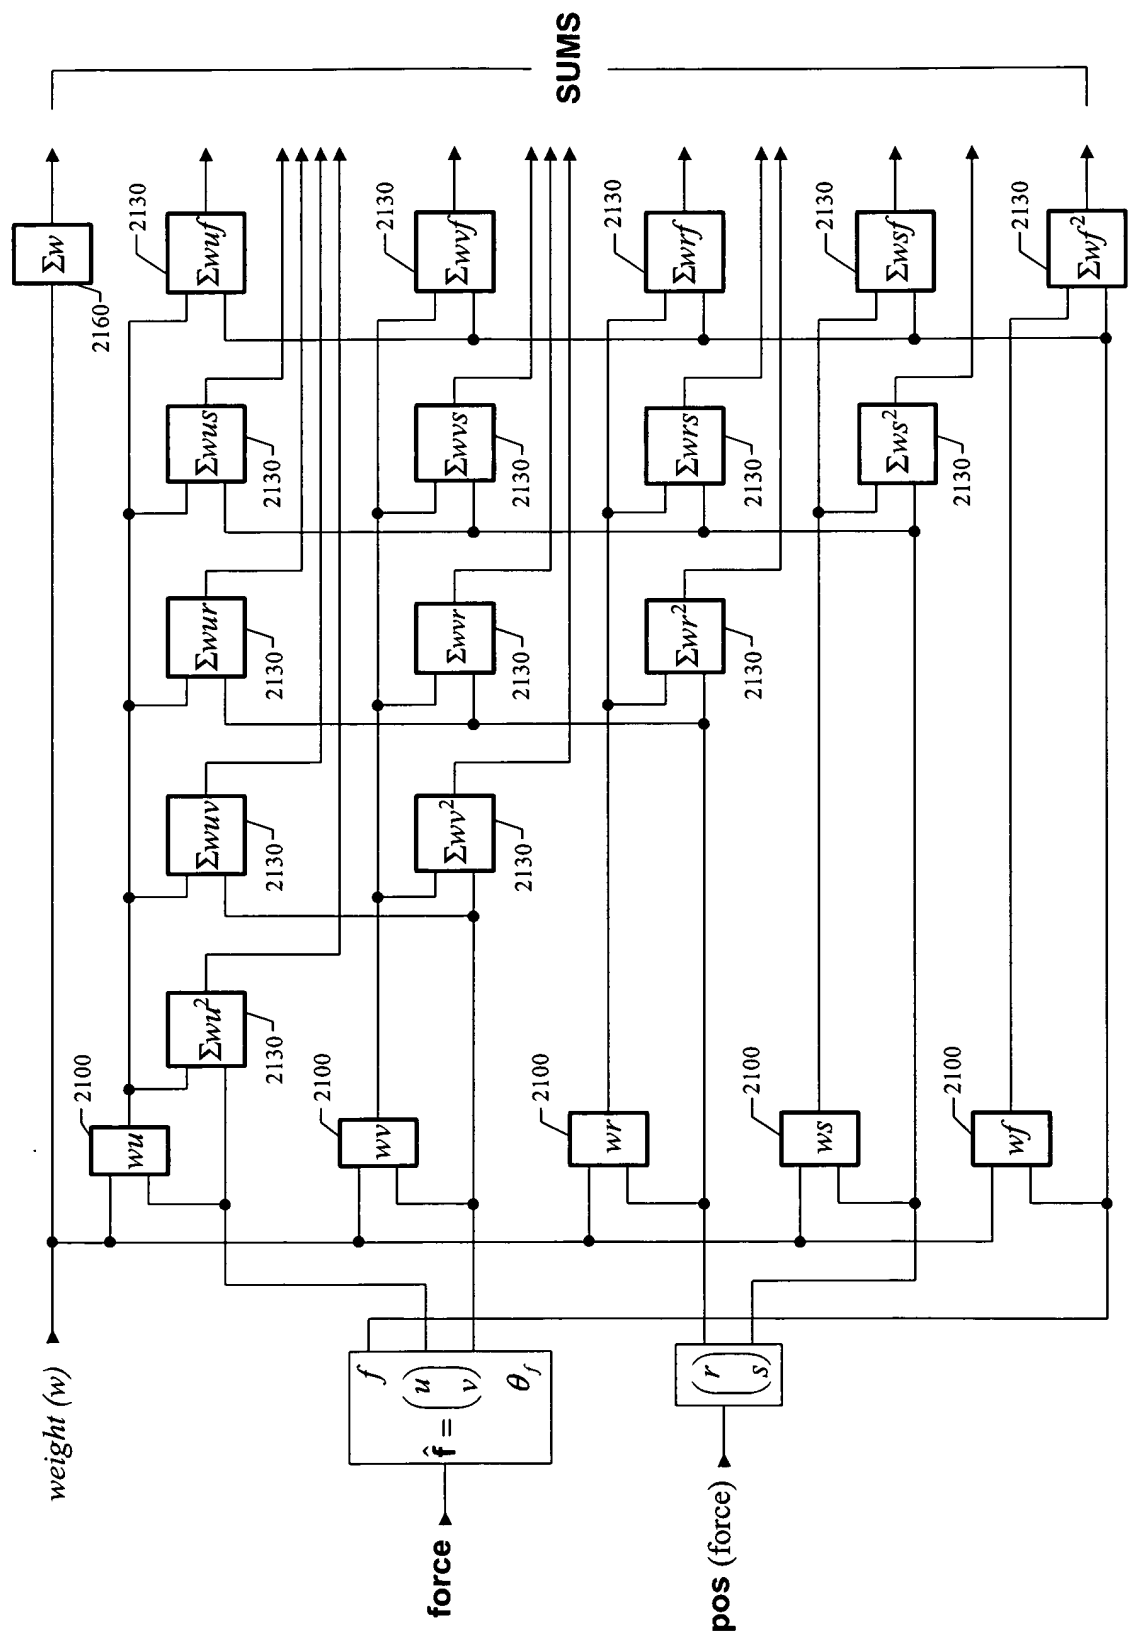 weight (w)
Σw
2160
SUMS
2100
wu
Σwu²
2130
Σwuv
2130
Σwur
2130
Σwus
2130
Σwuf
2130
force
f̂ =
f
(u
v)
θf
2100
wv
Σwv²
2130
Σwvr
2130
Σwvs
2130
Σwvf
2130
pos (force)
(r
s)
2100
wr
Σwr²
2130
Σwrs
2130
Σwrf
2130
2100
ws
Σws²
2130
Σwsf
2130
2100
wf
Σwf²
2130